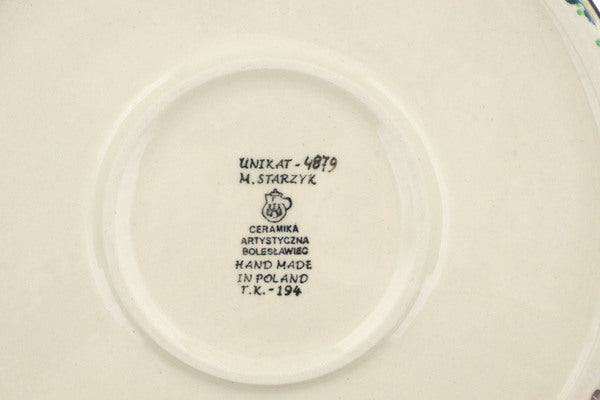 UNIKAT - 4879
M. STARZYK
CERAMIKA
ARTYSTYCZNA
BOLESŁAWIEC
HAND MADE
IN POLAND
T.K.-194